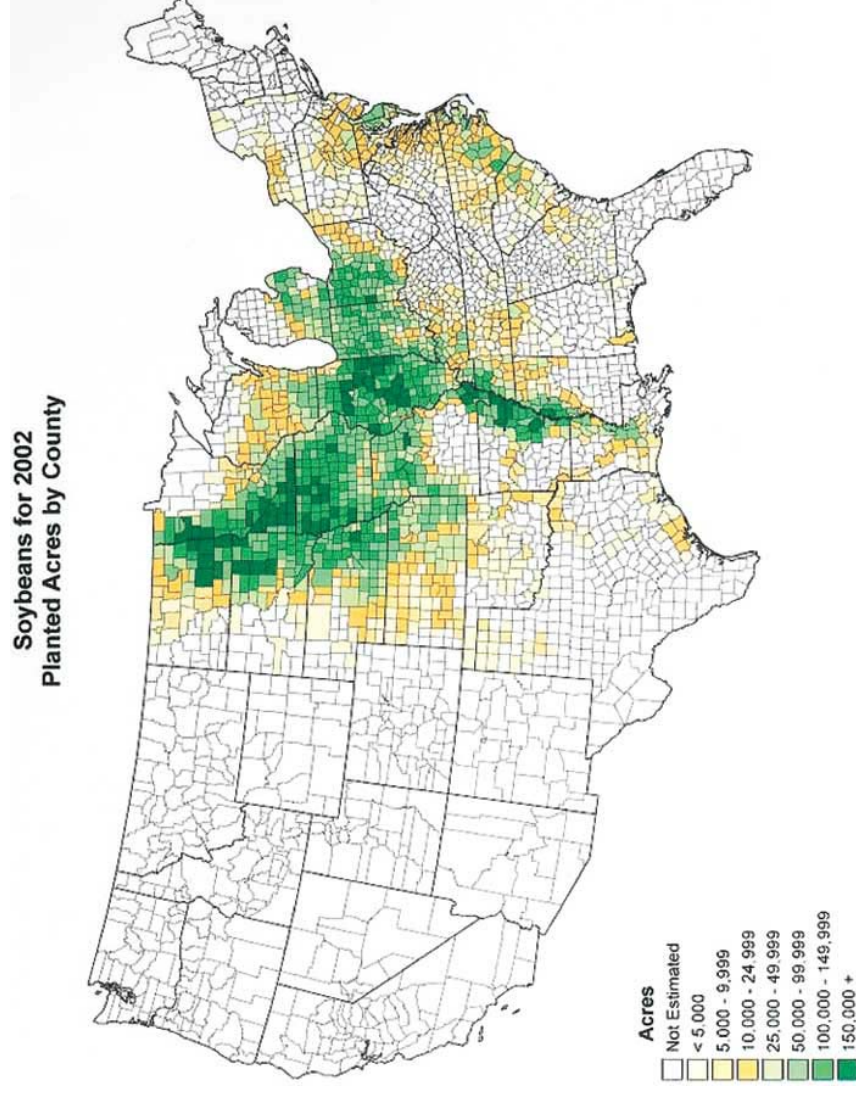 Soybeans for 2002
Planted Acres by County
Acres
Not Estimated
< 5,000
5,000 - 9,999
10,000 - 24,999
25,000 - 49,999
50,000 - 99,999
100,000 - 149,999
150,000 +